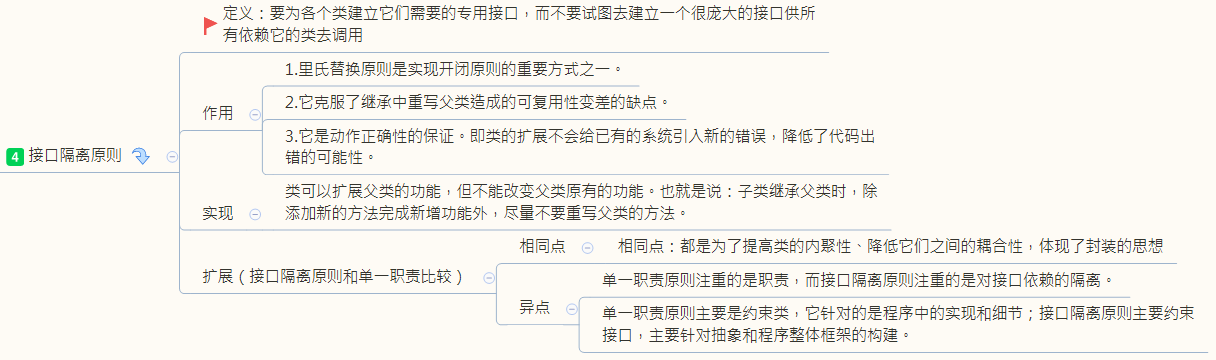 定义：要为各个类建立它们需要的专用接口，而不要试图去建立一个很庞大的接口供所
有依赖它的类去调用
1.里氏替换原则是实现开闭原则的重要方式之一。
作用
2.它克服了继承中重写父类造成的可复用性变差的缺点。
3.它是动作正确性的保证。即类的扩展不会给已有的系统引入新的错误，降低了代码出
错的可能性。
4 接口隔离原则
类可以扩展父类的功能，但不能改变父类原有的功能。也就是说：子类继承父类时，除
添加新的方法完成新增功能外，尽量不要重写父类的方法。
实现
相同点
相同点：都是为了提高类的内聚性、降低它们之间的耦合性，体现了封装的思想
扩展（接口隔离原则和单一职责比较）
单一职责原则注重的是职责，而接口隔离原则注重的是对接口依赖的隔离。
异点
单一职责原则主要是约束类，它针对的是程序中的实现和细节；接口隔离原则主要约束
接口，主要针对抽象和程序整体框架的构建。